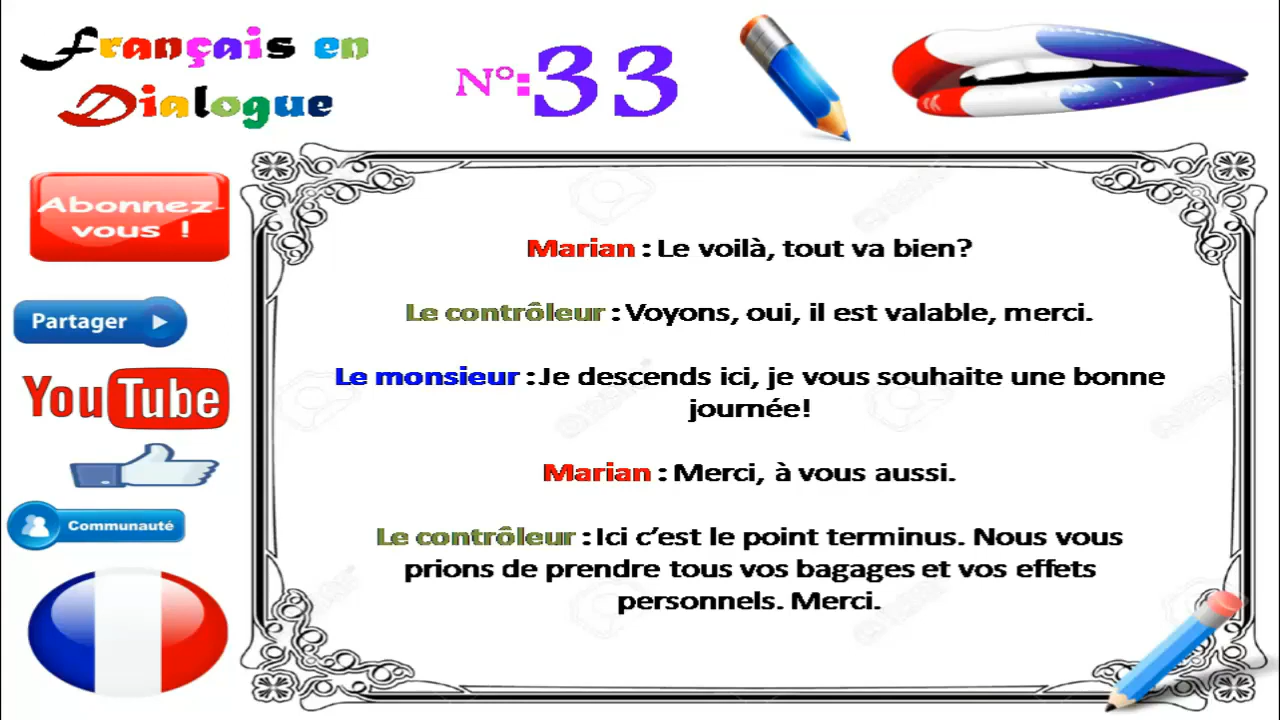 Français en
Dialogue
N°:33
Abonnez-
vous !
Partager
YouTube
Communauté
Marian : Le voilà, tout va bien?
Le contrôleur : Voyons, oui, il est valable, merci.
Le monsieur : Je descends ici, je vous souhaite une bonne
journée!
Marian : Merci, à vous aussi.
Le contrôleur : Ici c’est le point terminus. Nous vous
prions de prendre tous vos bagages et vos effets
personnels. Merci.